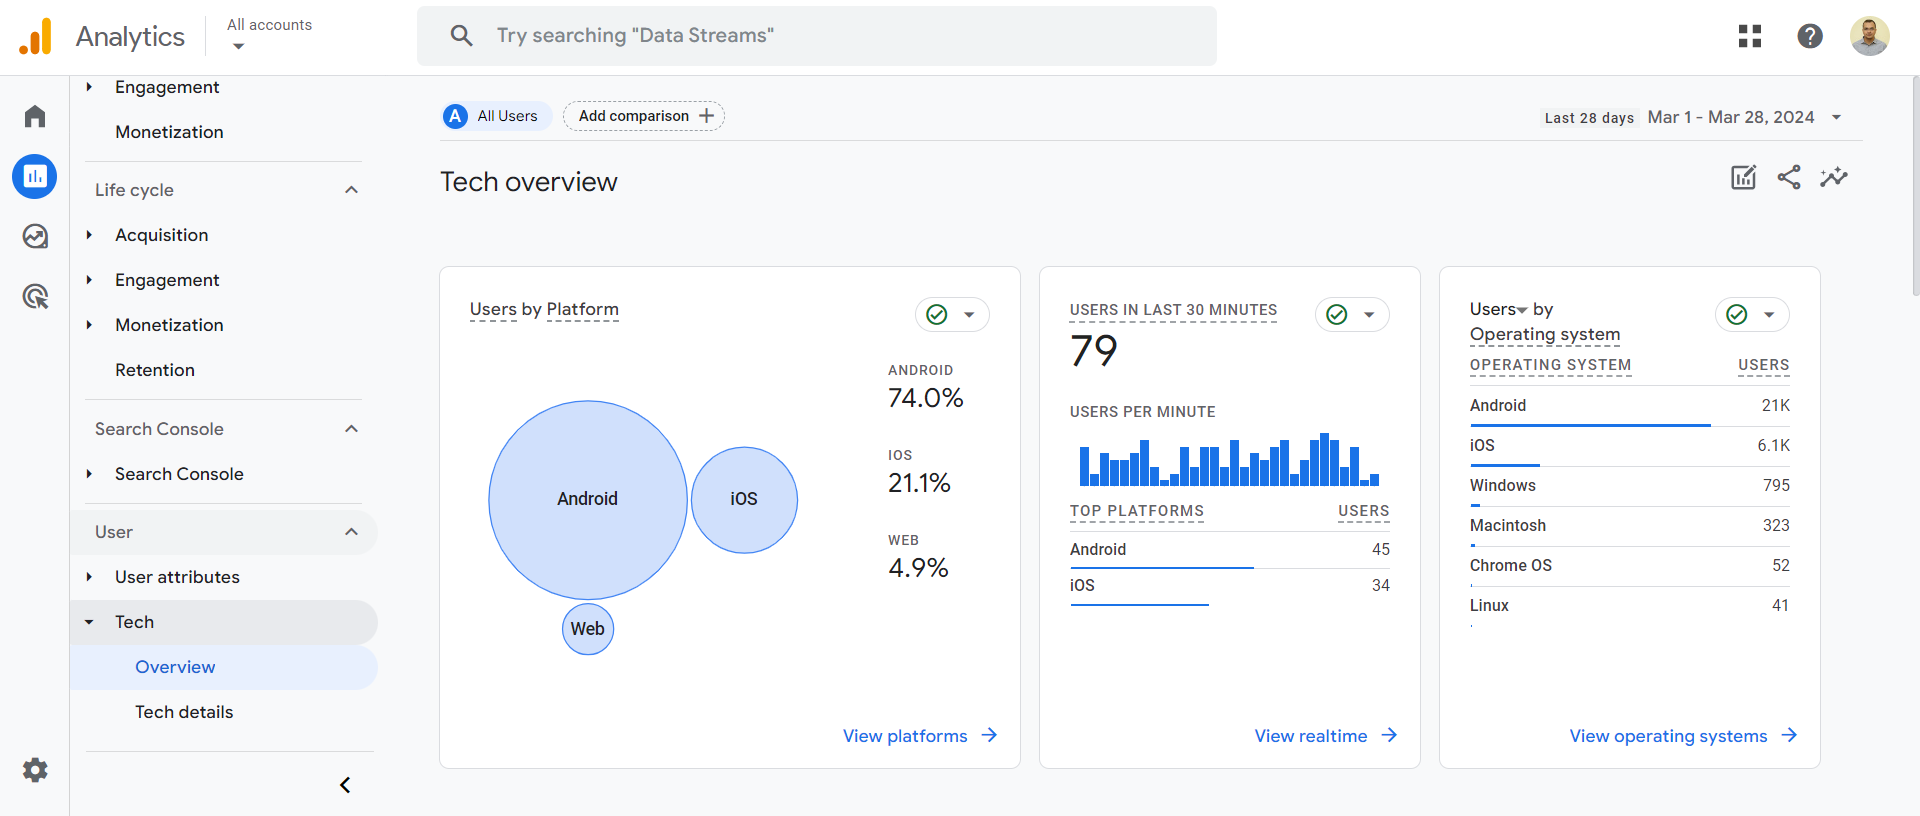 Analytics
All accounts
Try searching "Data Streams"
Engagement
Monetization
Life cycle
Acquisition
Engagement
Monetization
Retention
Search Console
Search Console
User
User attributes
Tech
Overview
Tech details
A All Users
Add comparison
Last 28 days Mar 1 - Mar 28, 2024
Tech overview
Users by Platform
Android
iOS
Web
ANDROID
74.0%
IOS
21.1%
WEB
4.9%
View platforms
USERS IN LAST 30 MINUTES
79
USERS PER MINUTE
TOP PLATFORMS USERS
Android 45
iOS 34
View realtime
Users by
Operating system
OPERATING SYSTEM USERS
Android 21K
iOS 6.1K
Windows 795
Macintosh 323
Chrome OS 52
Linux 41
View operating systems